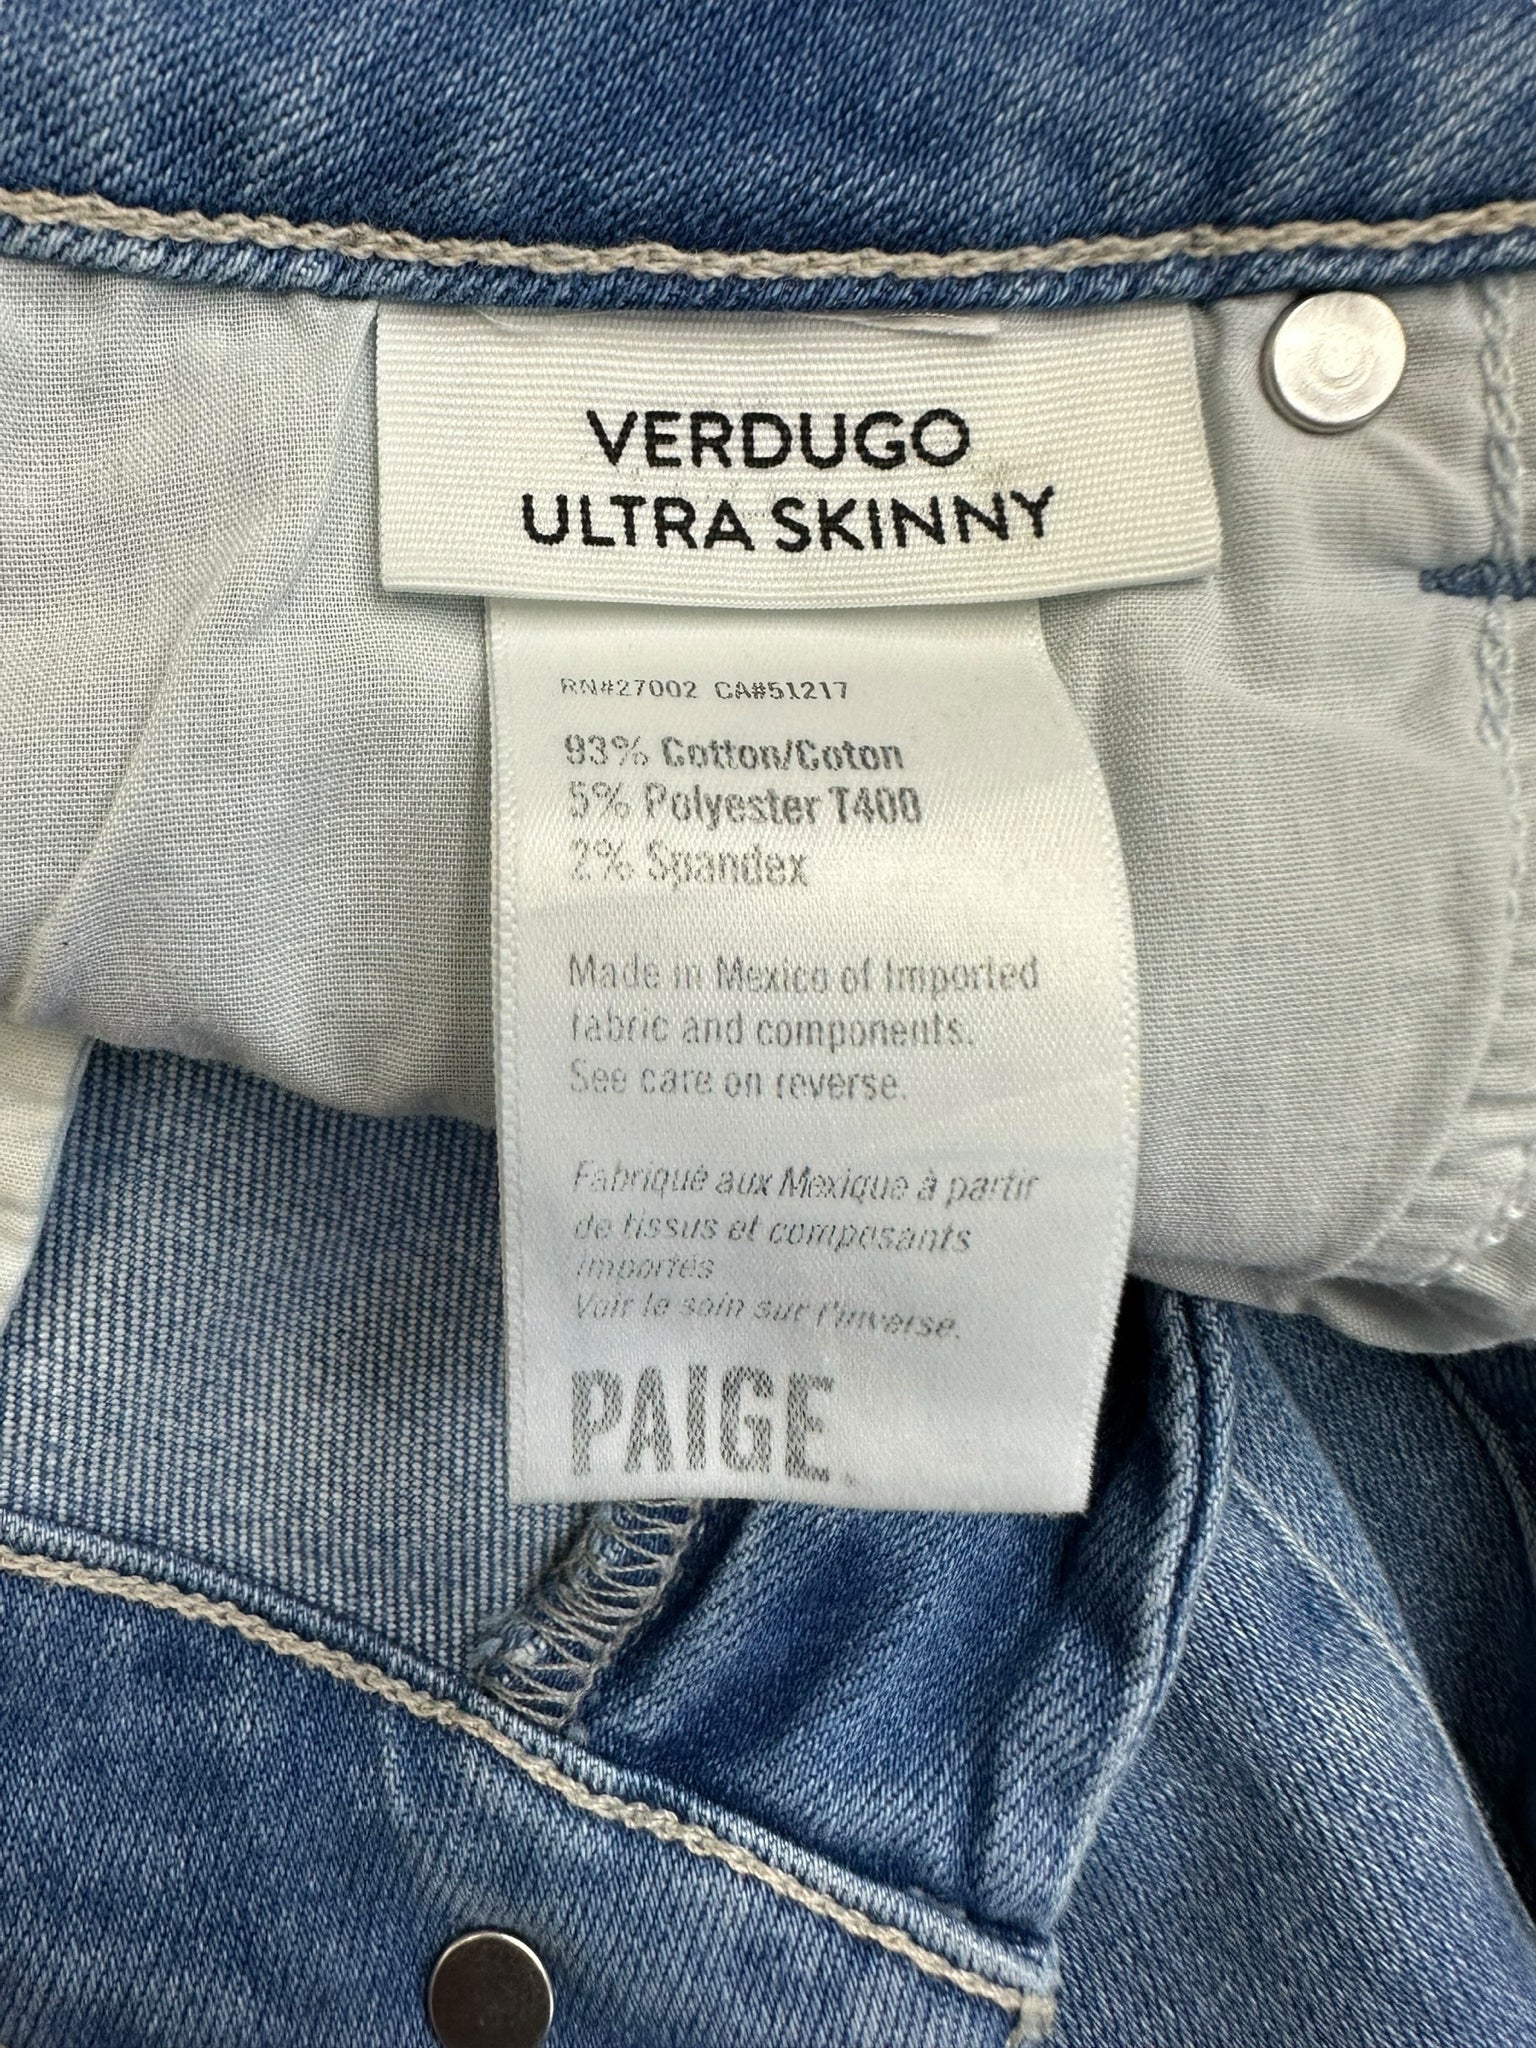 VERDUGO
ULTRA SKINNY
RN#27002 CA#51217
93% Cotton/Coton
5% Polyester T400
2% Spandex
Made in Mexico of Imported
fabric and components.
See care on reverse.
Fabriqué aux Mexique à partir
de tissus et composants
importés
Voir le soin sur l'inverse.
PAIGE